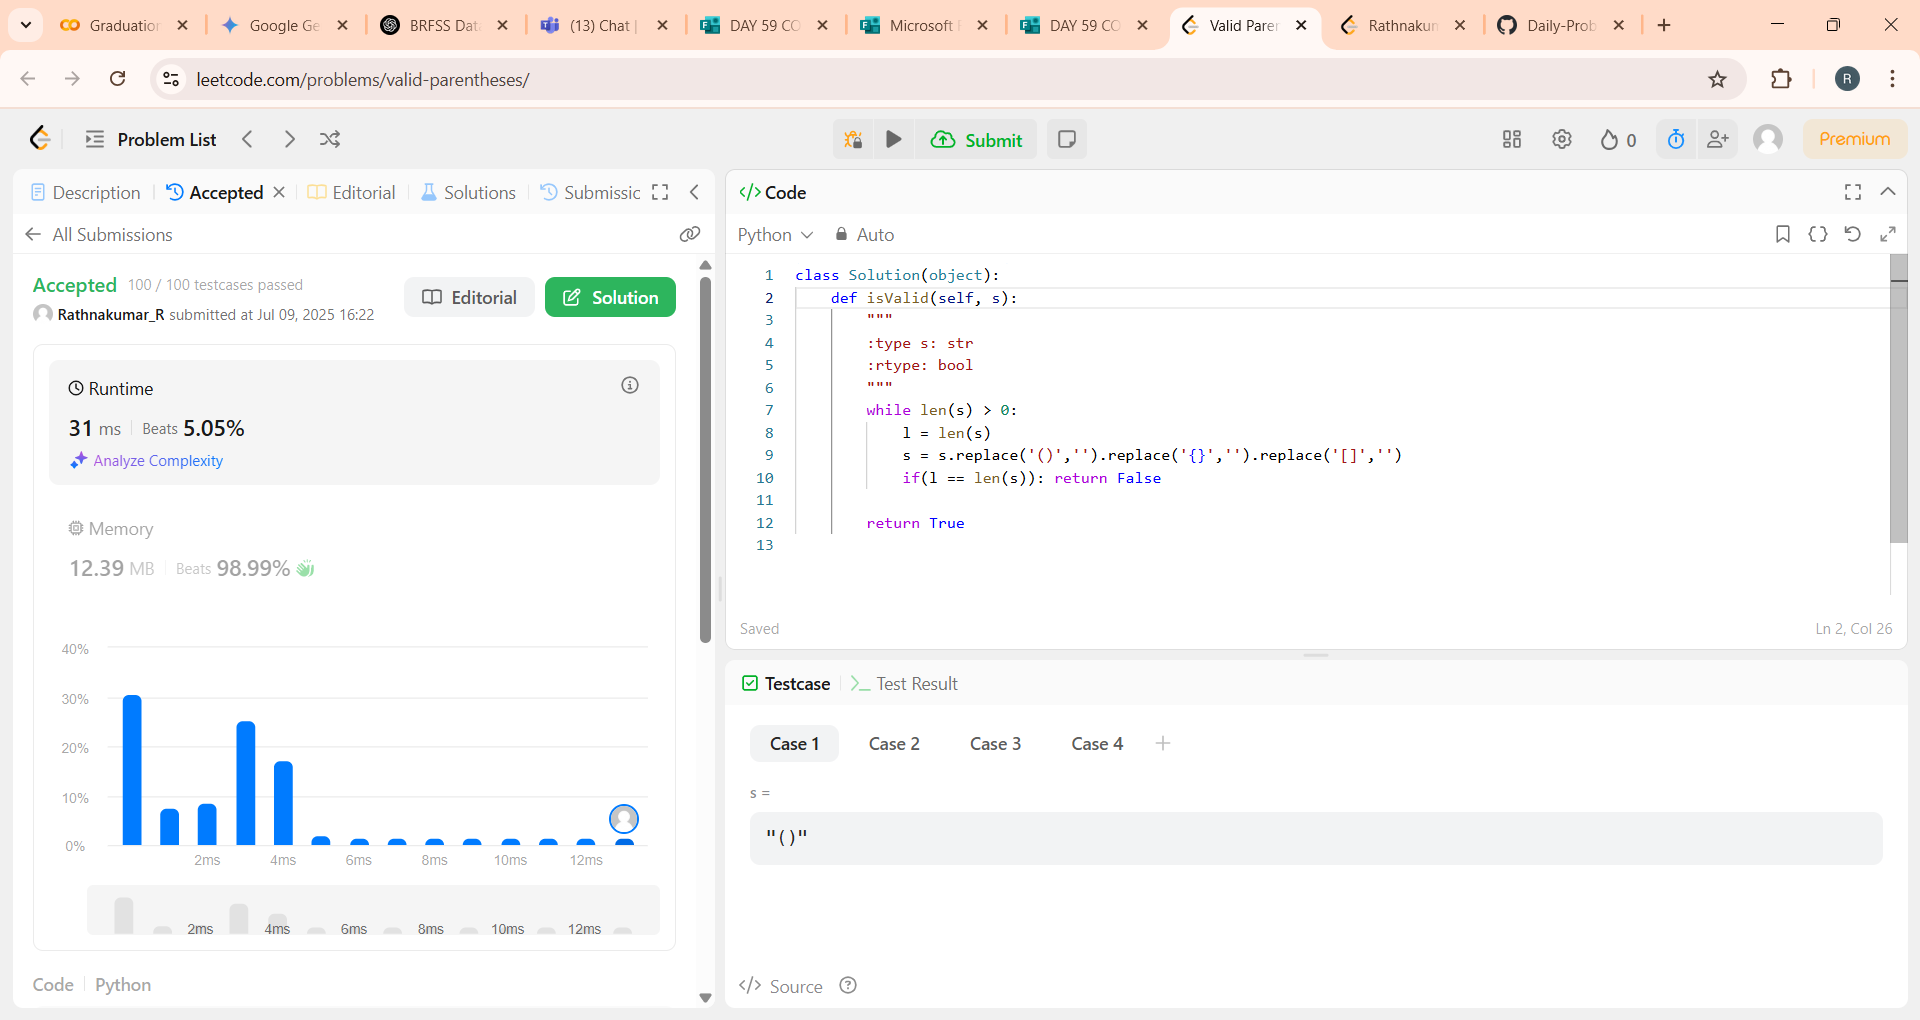 Graduation
Google Ge
BRFSS Dat
(13) Chat |
DAY 59 CO
Microsoft F
DAY 59 CO
Valid Paren
Rathnakum
Daily-Prob
leetcode.com/problems/valid-parentheses/
R
Problem List
Submit
0
Premium
Description
Accepted
Editorial
Solutions
Submissic
All Submissions
Accepted 100 / 100 testcases passed
Rathnakumar_R submitted at Jul 09, 2025 16:22
Editorial
Solution
Runtime
31 ms Beats 5.05%
Analyze Complexity
Memory
12.39 MB Beats 98.99%
40%
30%
20%
10%
0%
2ms 4ms 6ms 8ms 10ms 12ms
2ms 4ms 6ms 8ms 10ms 12ms
Code Python
</> Code
Python Auto
1 class Solution(object):
2 def isValid(self, s):
3 """
4 :type s: str
5 :rtype: bool
6 """
7 while len(s) > 0:
8 l = len(s)
9 s = s.replace('()','').replace('{}','').replace('[]','')
10 if(l == len(s)): return False
11
12 return True
13
Saved
Ln 2, Col 26
Testcase
Test Result
Case 1 Case 2 Case 3 Case 4
s =
"()"
</> Source